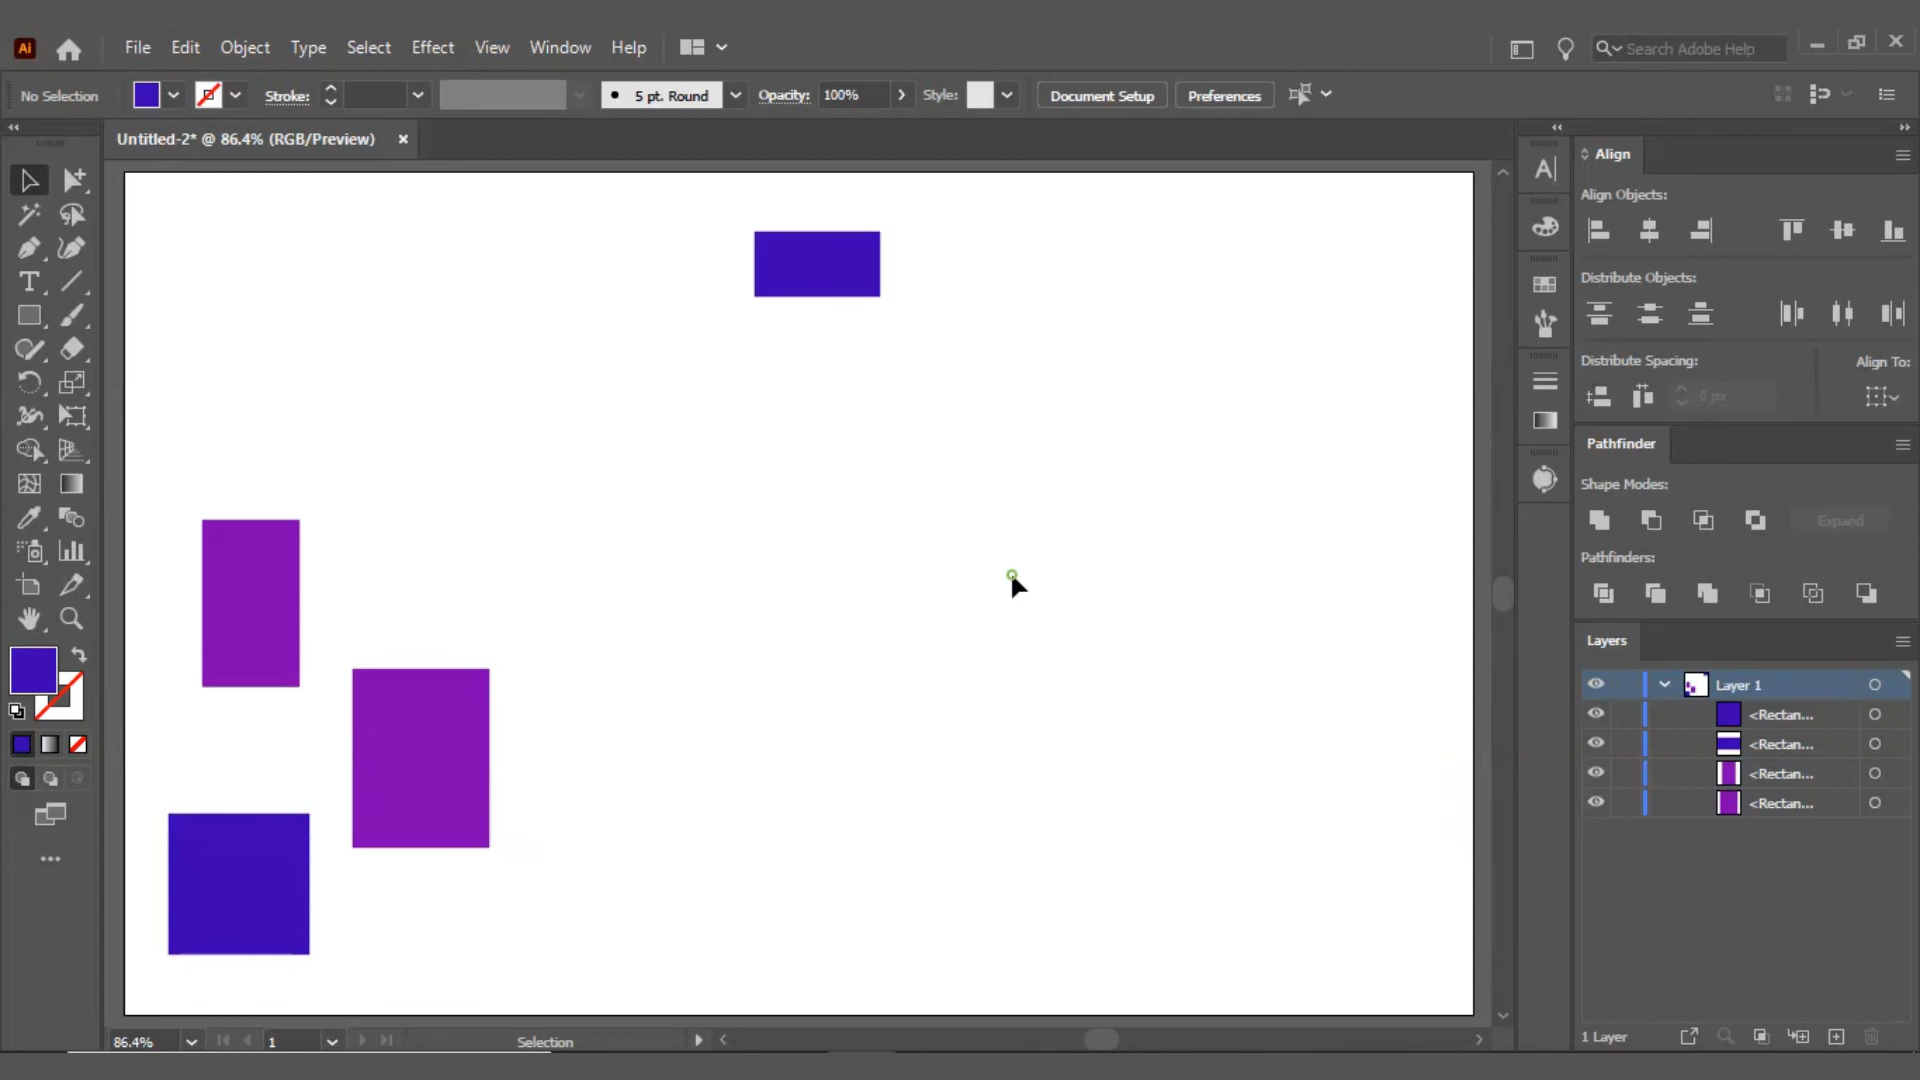 Ai File Edit Object Type Select Effect View Window Help Search Adobe Help
No Selection Stroke: 5 pt. Round Opacity: 100% Style: Document Setup Preferences
Untitled-2* @ 86.4% (RGB/Preview)
Align
Align Objects:
Distribute Objects:
Distribute Spacing: Align To:
0 px
Pathfinder
Shape Modes:
Expand
Pathfinders:
Layers
Layer 1
<Rectan...
<Rectan...
<Rectan...
<Rectan...
86.4% 1 Selection 1 Layer